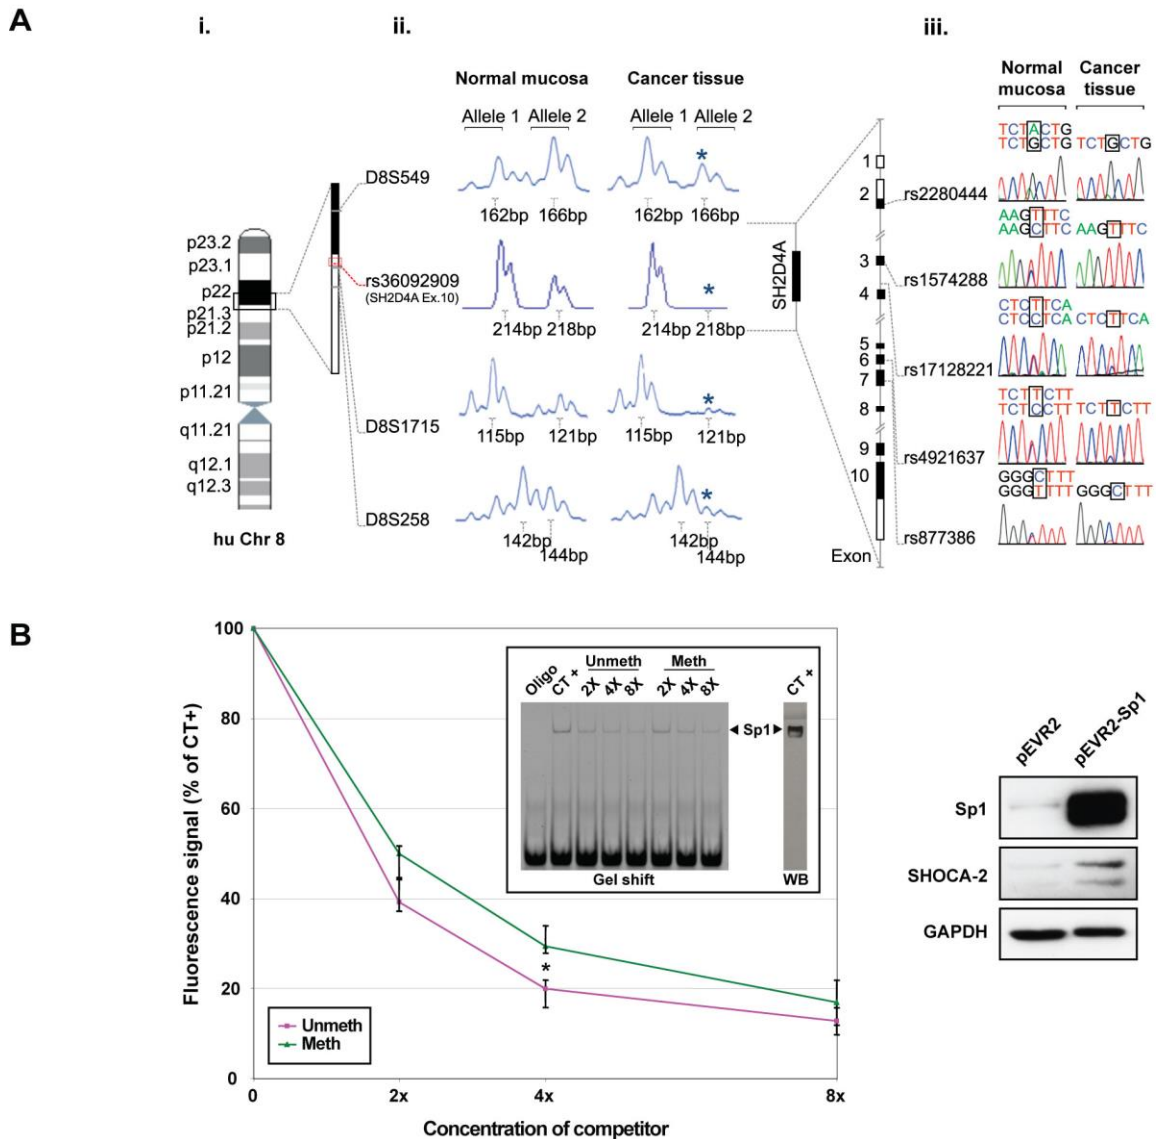 A
i.
ii.
iii.
Normal mucosa
Cancer tissue
Allele 1
Allele 2
Allele 1
Allele 2
*
162bp
166bp
162bp
166bp
*
214bp
218bp
214bp
218bp
*
115bp
121bp
115bp
121bp
*
142bp
144bp
142bp
144bp
p23.2
p23.1
p22
p21.3
p21.2
p12
p11.21
q11.21
q12.1
q12.3
hu Chr 8
D8S549
rs36092909
(SH2D4A Ex.10)
D8S1715
D8S258
SH2D4A
1
2
3
4
5
6
7
8
9
10
Exon
rs2280444
rs1574288
rs17128221
rs4921637
rs877386
Normal
mucosa
Cancer
tissue
TCTACTG
TCTGCTG
TCTGCTG
AAGTTTC
AAGCTTC
AAGTTTC
CTCTTCA
CTCCTCA
CTCTTCA
TCTTCTT
TCTCCTT
TCTTCTT
GGGCTTT
GGGTTTT
GGGCTTT
B
Fluorescence signal (% of CT+)
100
80
60
40
20
0
0
2x
4x
8x
Concentration of competitor
*
Unmeth
Meth
Oligo
CT +
Unmeth
2X
4X
8X
Meth
2X
4X
8X
CT +
Sp1
Gel shift
WB
pEVR2
pEVR2-Sp1
Sp1
SHOCA-2
GAPDH